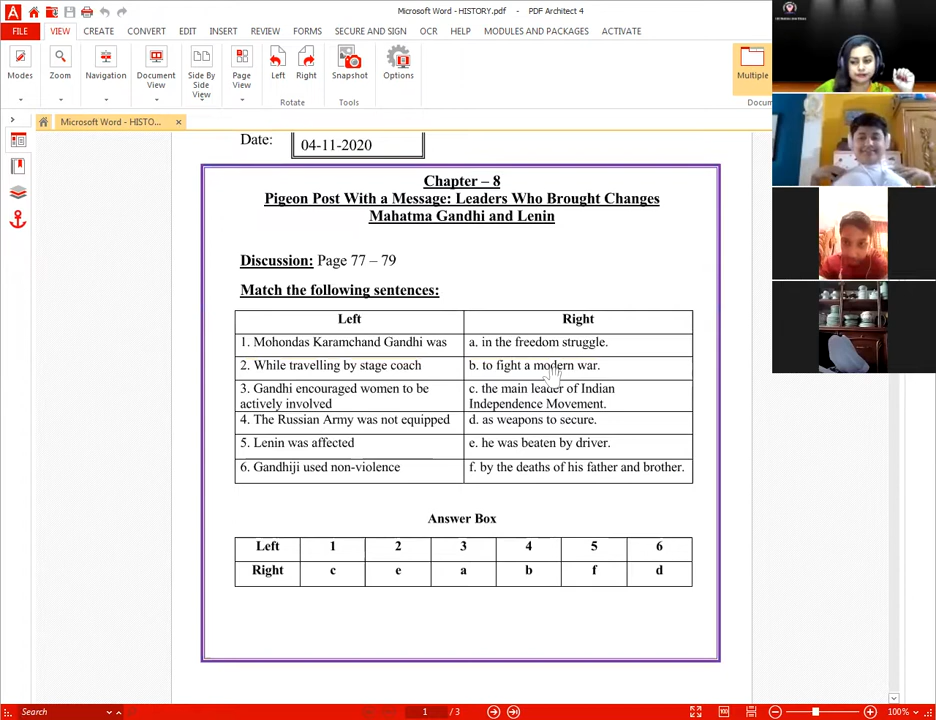 Microsoft Word - HISTORY.pdf - PDF Architect 4
FILE VIEW CREATE CONVERT EDIT INSERT REVIEW FORMS SECURE AND SIGN OCR HELP MODULES AND PACKAGES ACTIVATE
Modes Zoom Navigation Document View Side By Side View Page View Left Right Snapshot Options Multiple
Rotate Tools Docum
Microsoft Word - HISTO...
Date: 04-11-2020
Chapter – 8
Pigeon Post With a Message: Leaders Who Brought Changes
Mahatma Gandhi and Lenin
Discussion: Page 77 – 79
Match the following sentences:
Left Right
1. Mohondas Karamchand Gandhi was a. in the freedom struggle.
2. While travelling by stage coach b. to fight a modern war.
3. Gandhi encouraged women to be actively involved c. the main leader of Indian Independence Movement.
4. The Russian Army was not equipped d. as weapons to secure.
5. Lenin was affected e. he was beaten by driver.
6. Gandhiji used non-violence f. by the deaths of his father and brother.
Answer Box
Left 1 2 3 4 5 6
Right c e a b f d
Search 1 / 3 100%